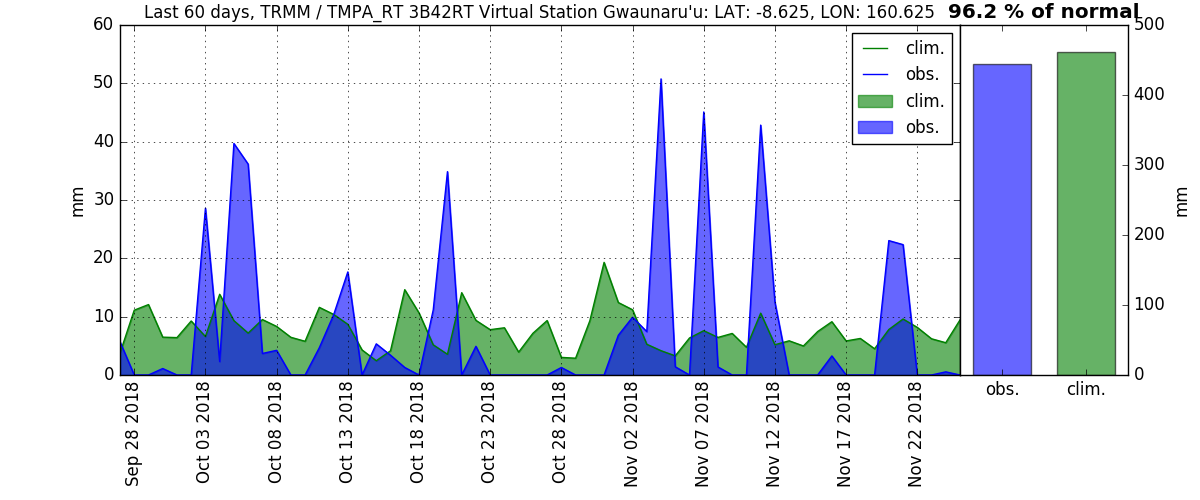 Last 60 days, TRMM / TMPA_RT 3B42RT Virtual Station Gwaunaru'u: LAT: -8.625, LON: 160.625
96.2 % of normal
60
50
40
30
20
10
0
mm
clim.
obs.
clim.
obs.
500
400
300
200
100
0
mm
obs.
clim.
Sep 28 2018
Oct 03 2018
Oct 08 2018
Oct 13 2018
Oct 18 2018
Oct 23 2018
Oct 28 2018
Nov 02 2018
Nov 07 2018
Nov 12 2018
Nov 17 2018
Nov 22 2018